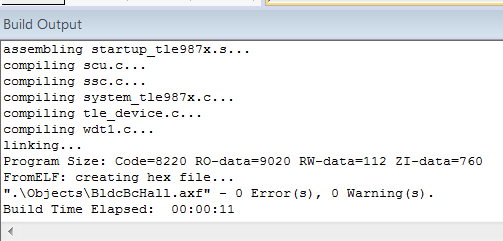 Build Output
assembling startup_tle987x.s...
compiling scu.c...
compiling ssc.c...
compiling system_tle987x.c...
compiling tle_device.c...
compiling wdt1.c...
linking...
Program Size: Code=8220 RO-data=9020 RW-data=112 ZI-data=760
FromELF: creating hex file...
".\Objects\BldcBcHall.axf" - 0 Error(s), 0 Warning(s).
Build Time Elapsed:  00:00:11